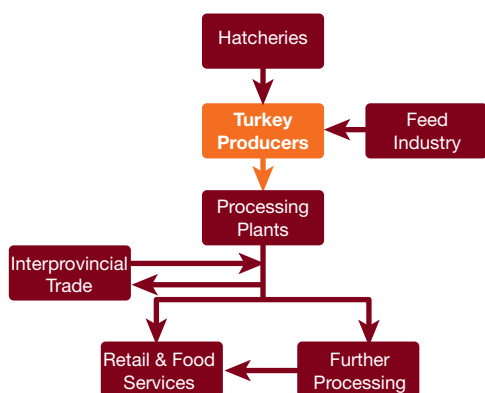 Hatcheries
Turkey
Producers
Feed
Industry
Processing
Plants
Interprovincial
Trade
Retail & Food
Services
Further
Processing